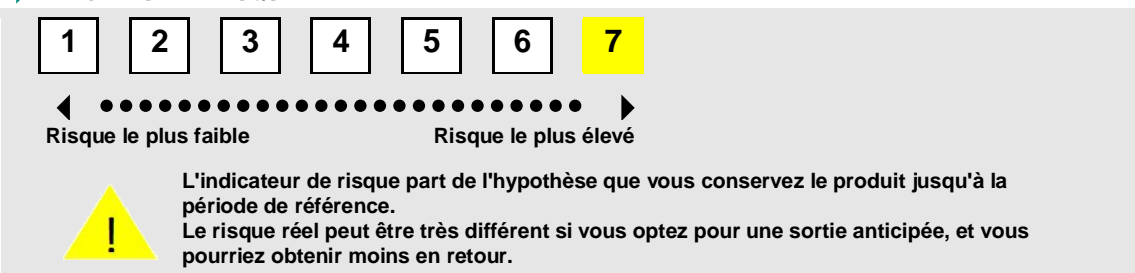 1 2 3 4 5 6 7
Risque le plus faible Risque le plus élevé
L'indicateur de risque part de l'hypothèse que vous conservez le produit jusqu'à la
période de référence.
Le risque réel peut être très différent si vous optez pour une sortie anticipée, et vous
pourriez obtenir moins en retour.